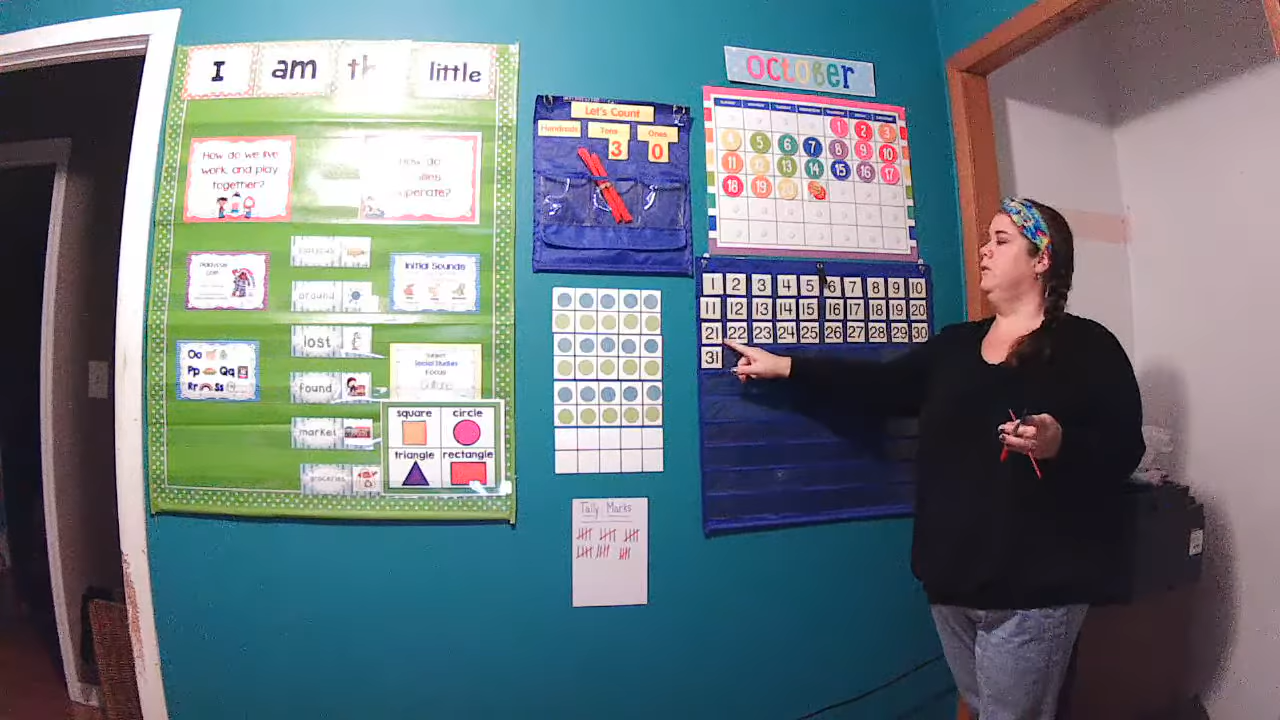 I am little
How do we live
work, and play
together?
How do
Initial Sounds
around
lost
found
market
groceries
Oo
Pp Qq
Rr Ss
Subject
Social Studies
Focus
square circle
triangle rectangle
Let's Count
Hundreds Tens Ones
3 0
Tally Marks
october
1 2 3
4 5 6 7 8 9 10
11 12 13 14 15 16 17
18 19 20
1 2 3 4 5 6 7 8 9 10
11 12 13 14 15 16 17 18 19 20
21 22 23 24 25 26 27 28 29 30
31